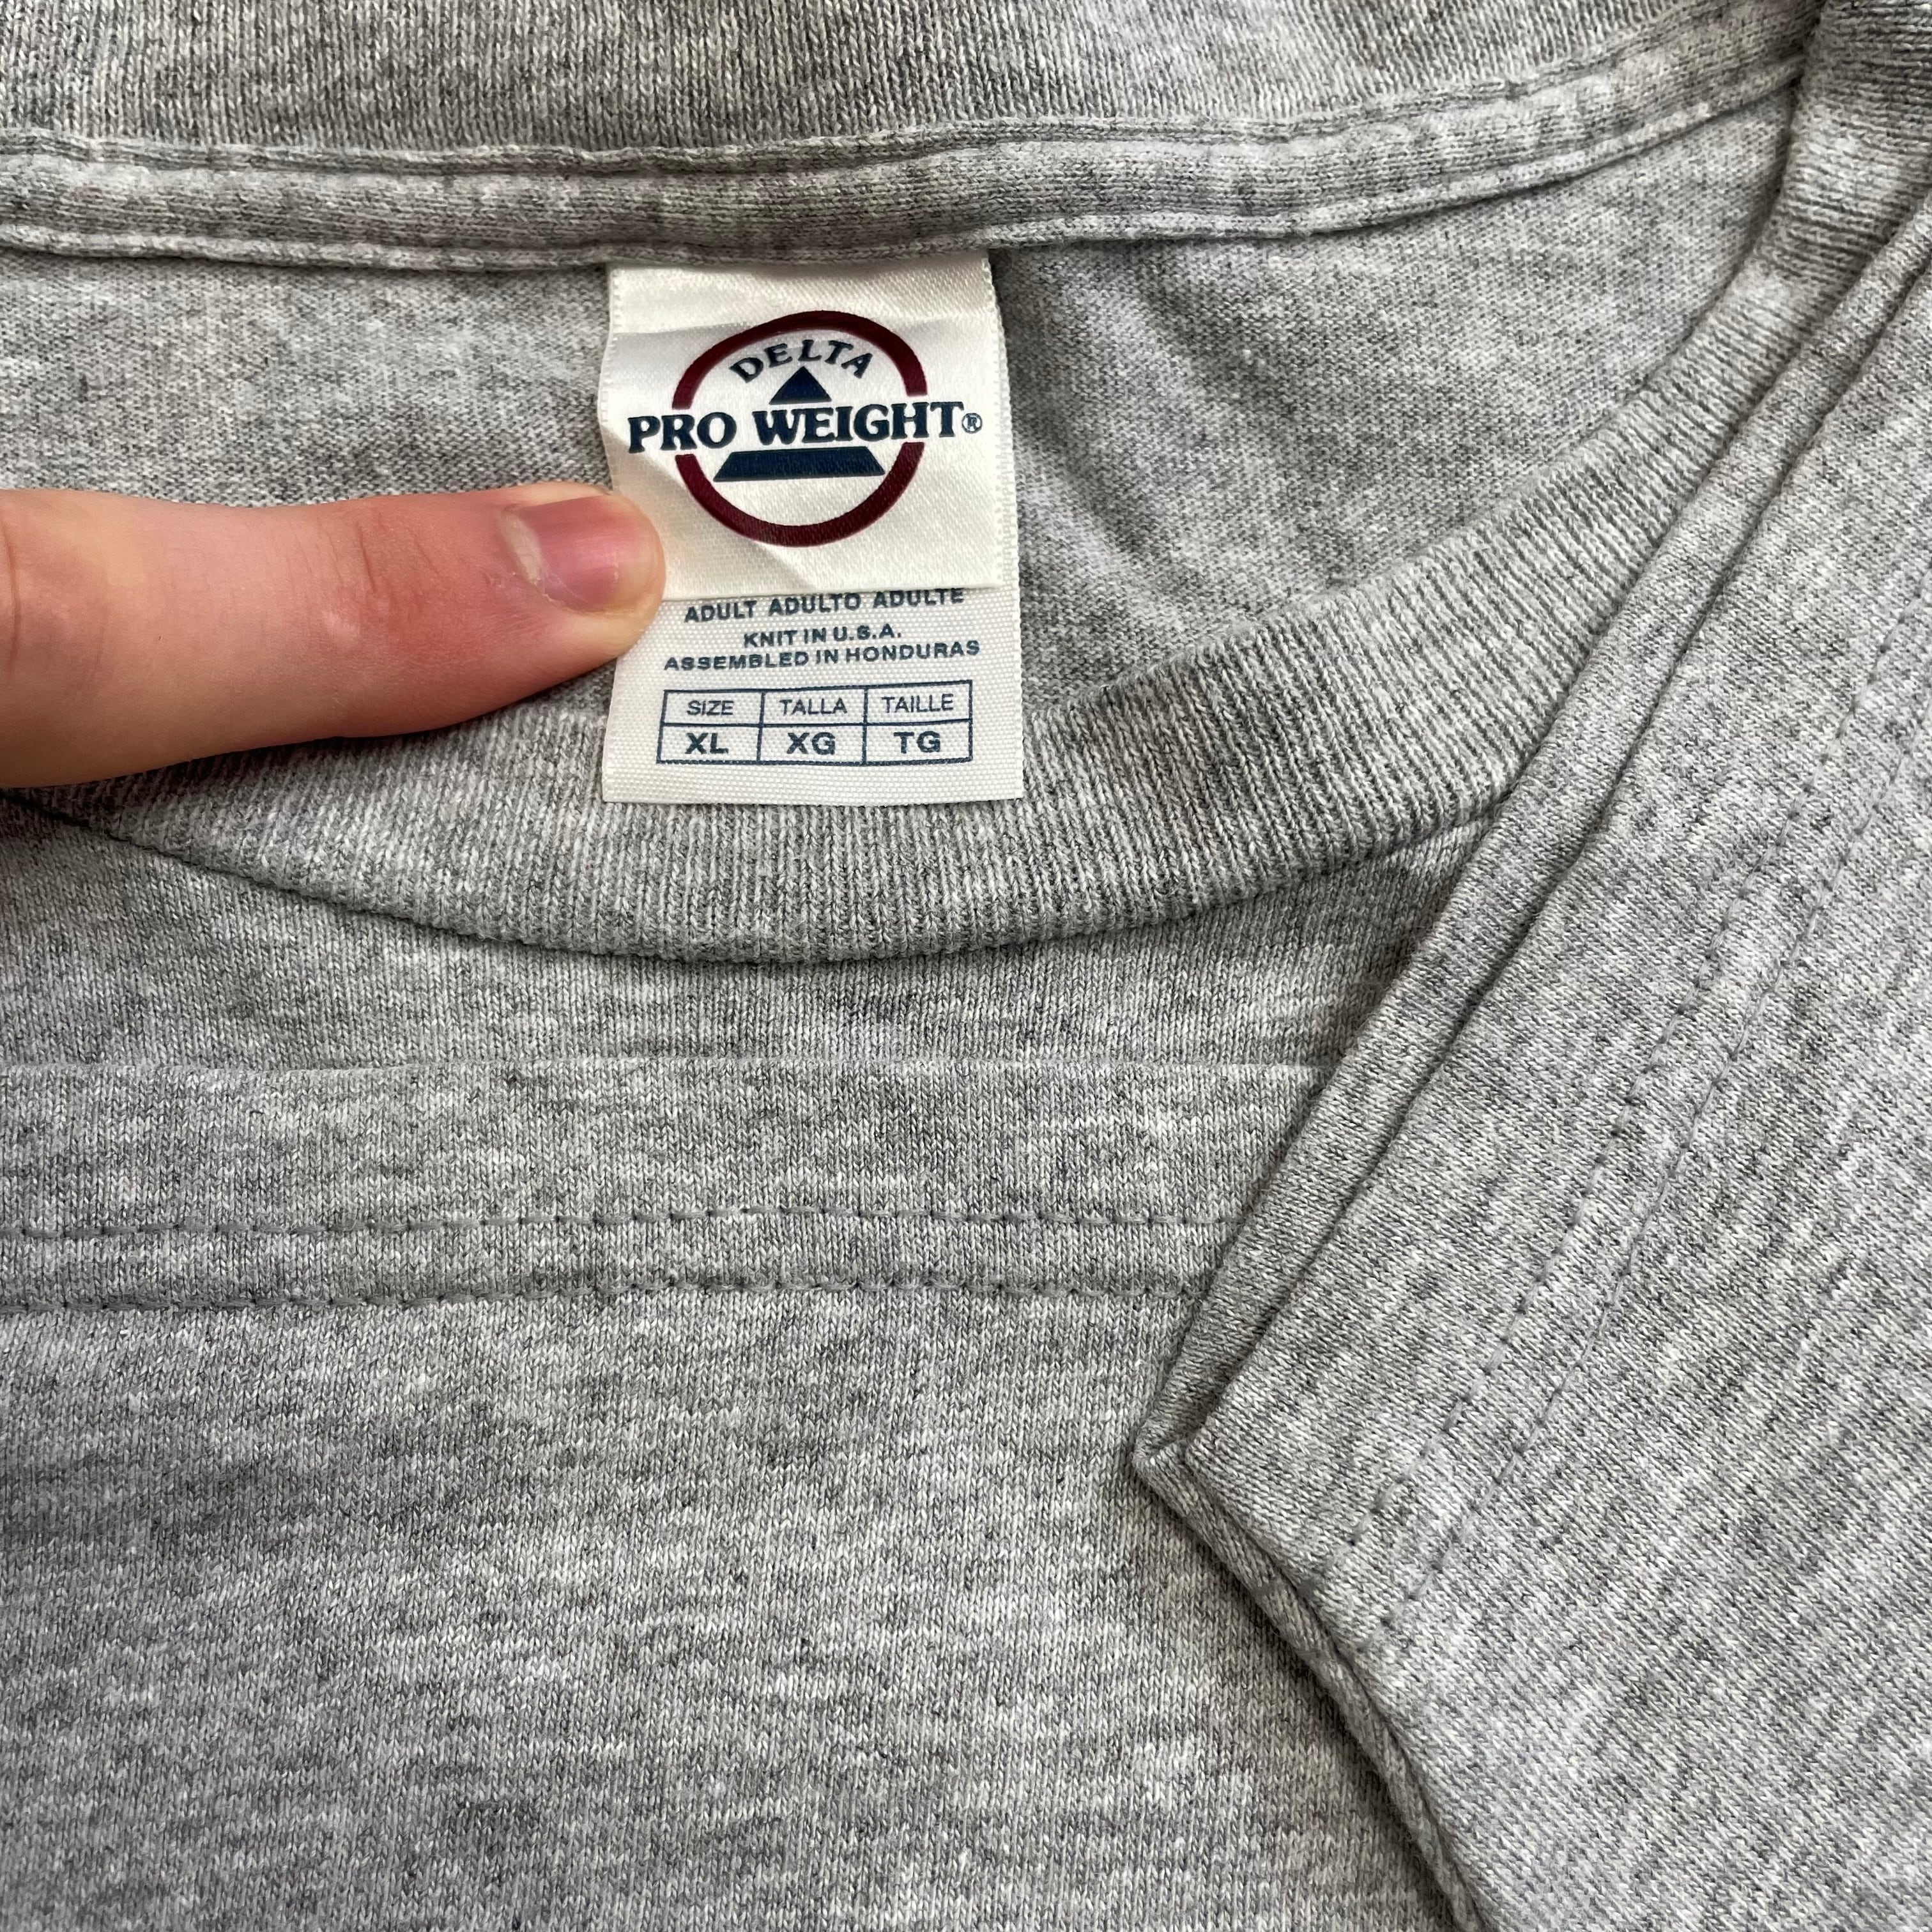 DELTA
PRO WEIGHT®
ADULT ADULTO ADULTE
KNIT IN U.S.A.
ASSEMBLED IN HONDURAS
SIZE TALLA TAILLE
XL XG TG